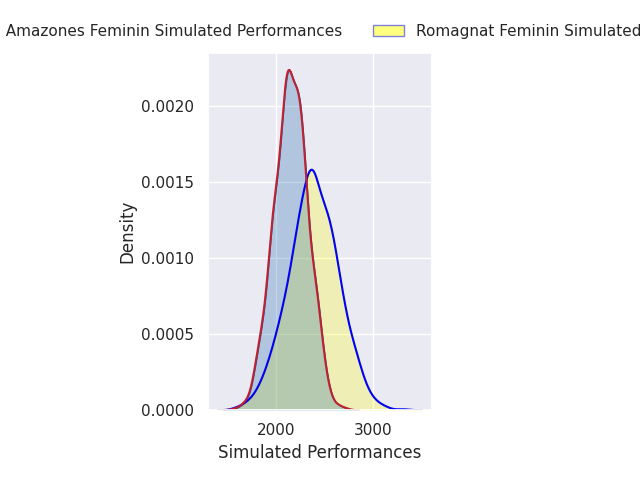 Amazones Feminin Simulated Performances
Romagnat Feminin Simulated
0.0020
0.0015
0.0010
0.0005
0.0000
Density
2000
3000
Simulated Performances